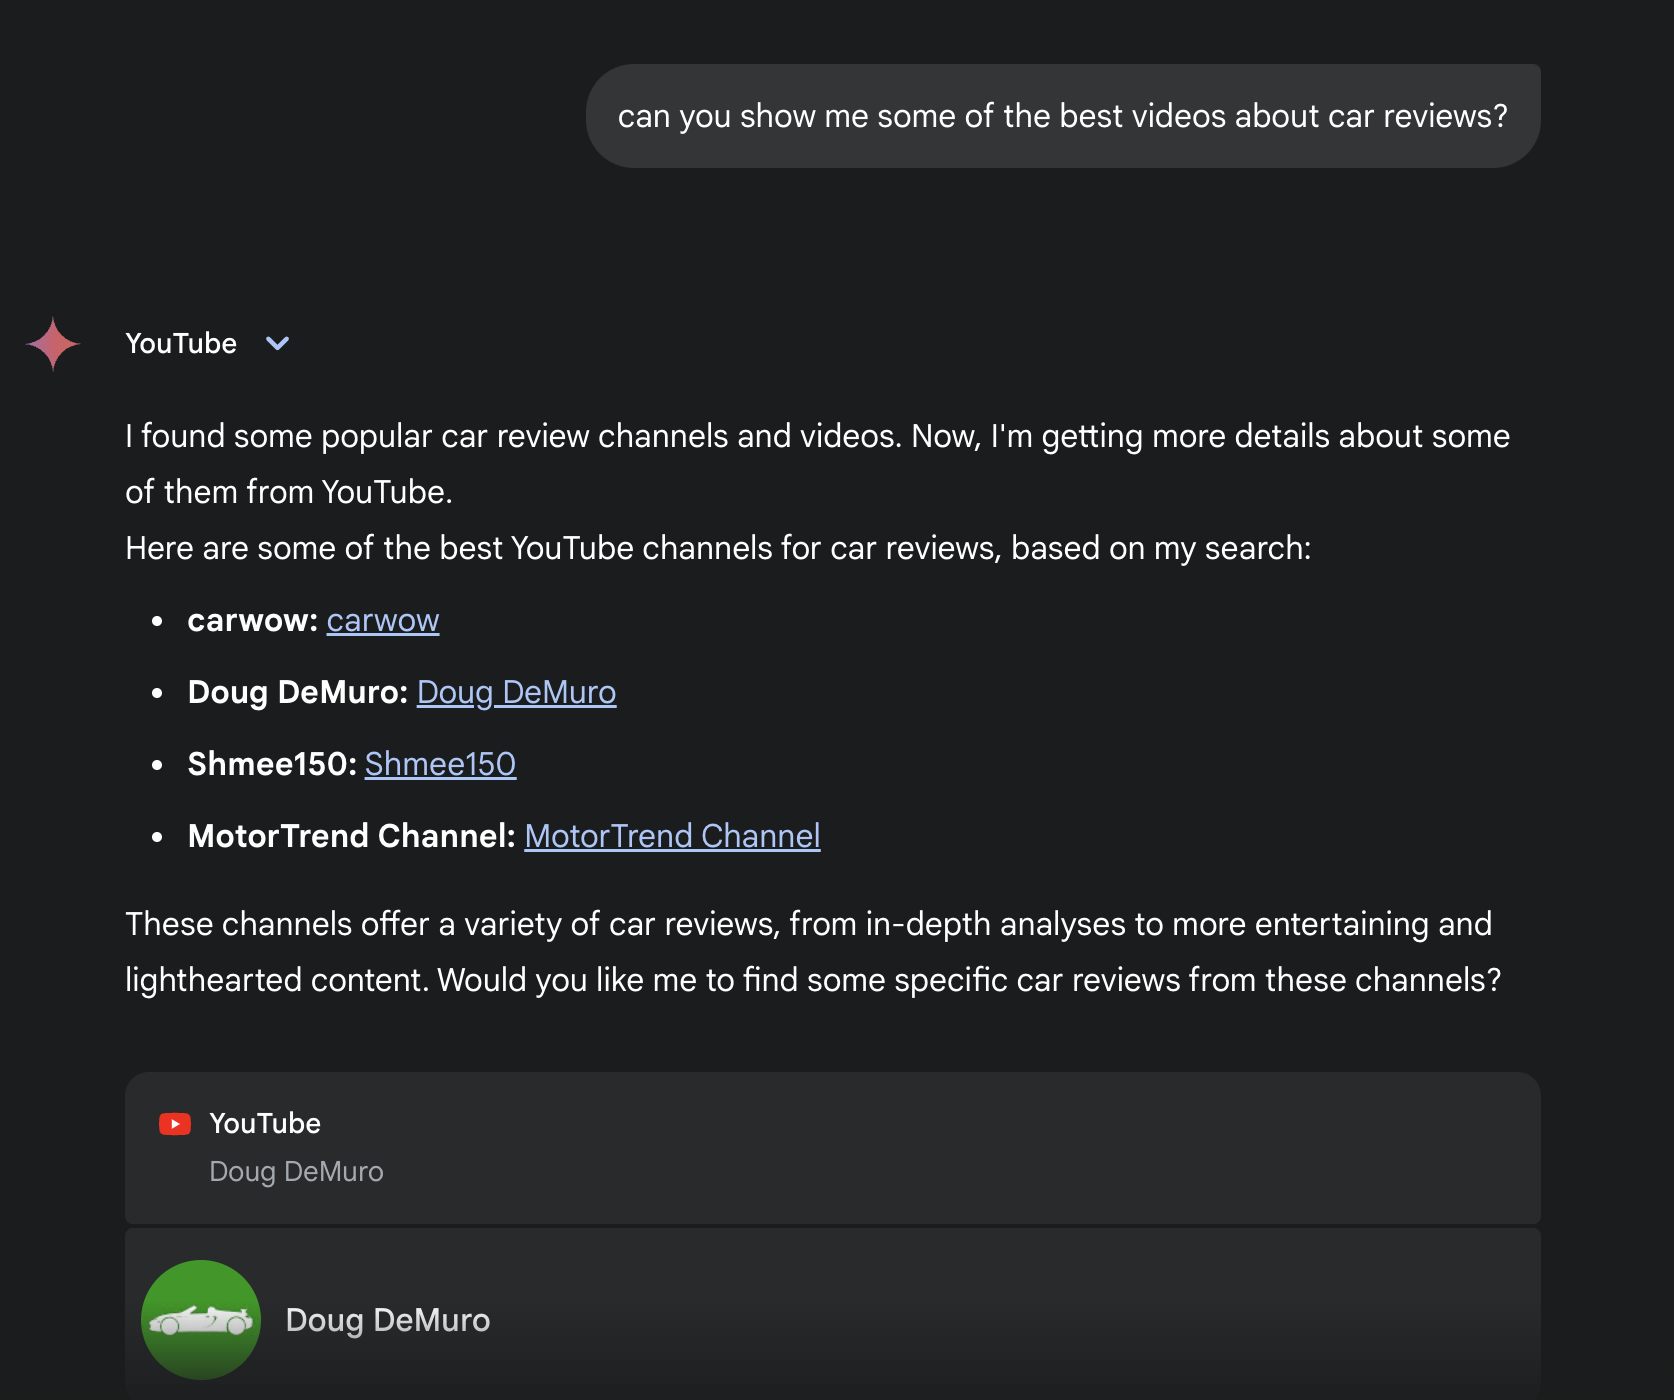 can you show me some of the best videos about car reviews?
YouTube
I found some popular car review channels and videos. Now, I'm getting more details about some
of them from YouTube.
Here are some of the best YouTube channels for car reviews, based on my search:
• carwow: carwow
• Doug DeMuro: Doug DeMuro
• Shmee150: Shmee150
• MotorTrend Channel: MotorTrend Channel
These channels offer a variety of car reviews, from in-depth analyses to more entertaining and
lighthearted content. Would you like me to find some specific car reviews from these channels?
YouTube
Doug DeMuro
Doug DeMuro